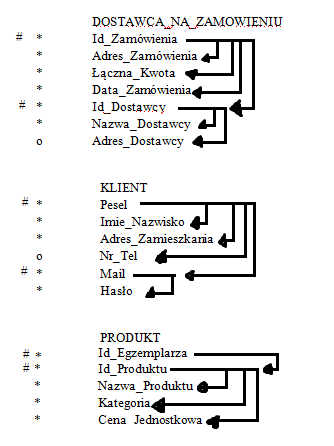 DOSTAWCA_NA_ZAMOWIENIU
# * Id_Zamówienia
* Adres_Zamówienia
* Łączna_Kwota
* Data_Zamówienia
# * Id_Dostawcy
* Nazwa_Dostawcy
o Adres_Dostawcy
KLIENT
# * Pesel
* Imie_Nazwisko
* Adres_Zamieszkania
o Nr_Tel
# * Mail
* Hasło
PRODUKT
# * Id_Egzemplarza
# * Id_Produktu
* Nazwa_Produktu
* Kategoria
* Cena_Jednostkowa